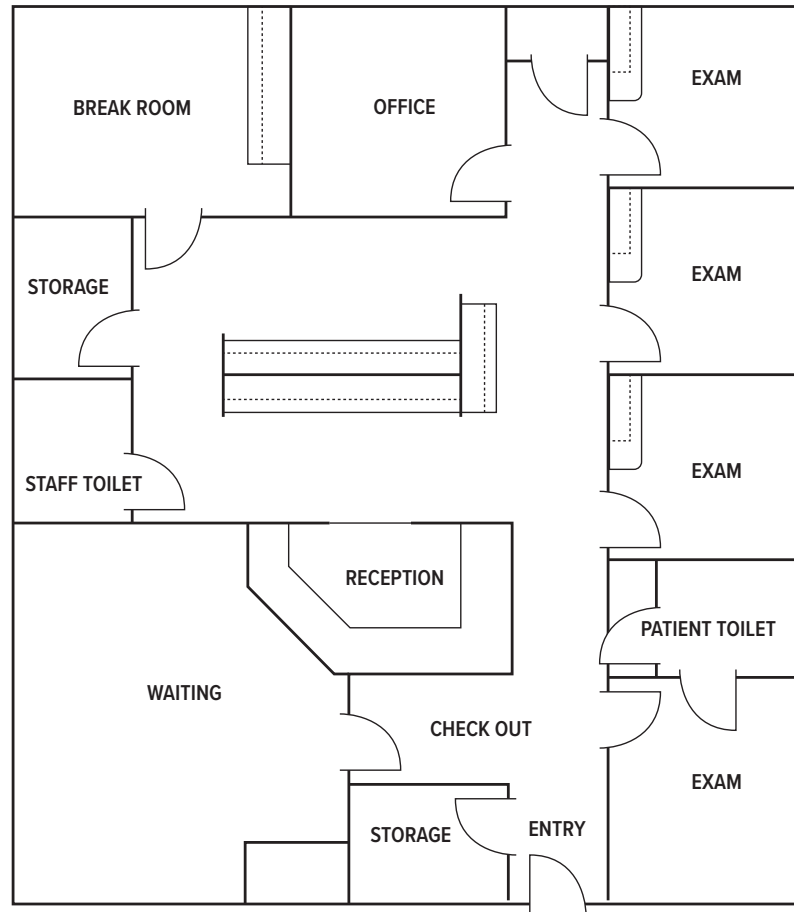 BREAK ROOM
OFFICE
EXAM
STORAGE
EXAM
STAFF TOILET
EXAM
RECEPTION
PATIENT TOILET
WAITING
CHECK OUT
EXAM
STORAGE
ENTRY